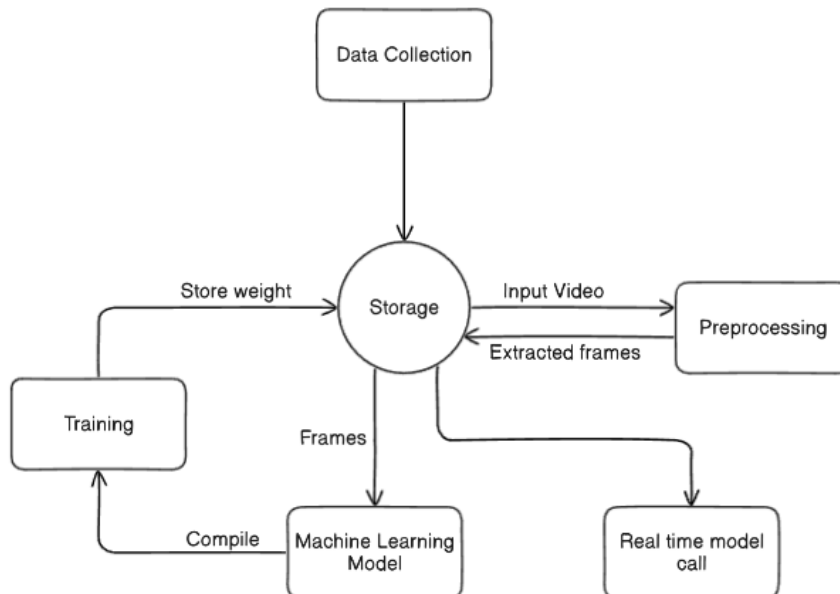 Data Collection
Store weight
Storage
Input Video
Preprocessing
Extracted frames
Training
Frames
Compile
Machine Learning
Model
Real time model
call